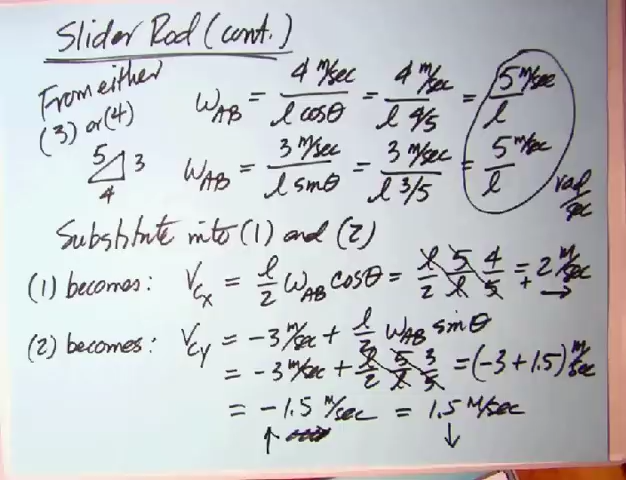 Slider Rod (cont.)
From either
(3) or (4)
ω_AB = 4 m/sec / ℓ cosθ = 4 m/sec / ℓ 4/5 = 5 m/sec / ℓ
5 3 4
ω_AB = 3 m/sec / ℓ sinθ = 3 m/sec / ℓ 3/5 = 5 m/sec / ℓ
rad/sec
Substitute into (1) and (2)
(1) becomes: V_Cx = ℓ/2 ω_AB cosθ = ℓ/2 5/ℓ 4/5 = + 2 m/sec →
(2) becomes: V_Cy = -3 m/sec + ℓ/2 ω_AB sinθ
= -3 m/sec + ℓ/2 5/ℓ 3/5 = (-3 + 1.5) m/sec
= -1.5 m/sec = 1.5 m/sec
↑ ↓